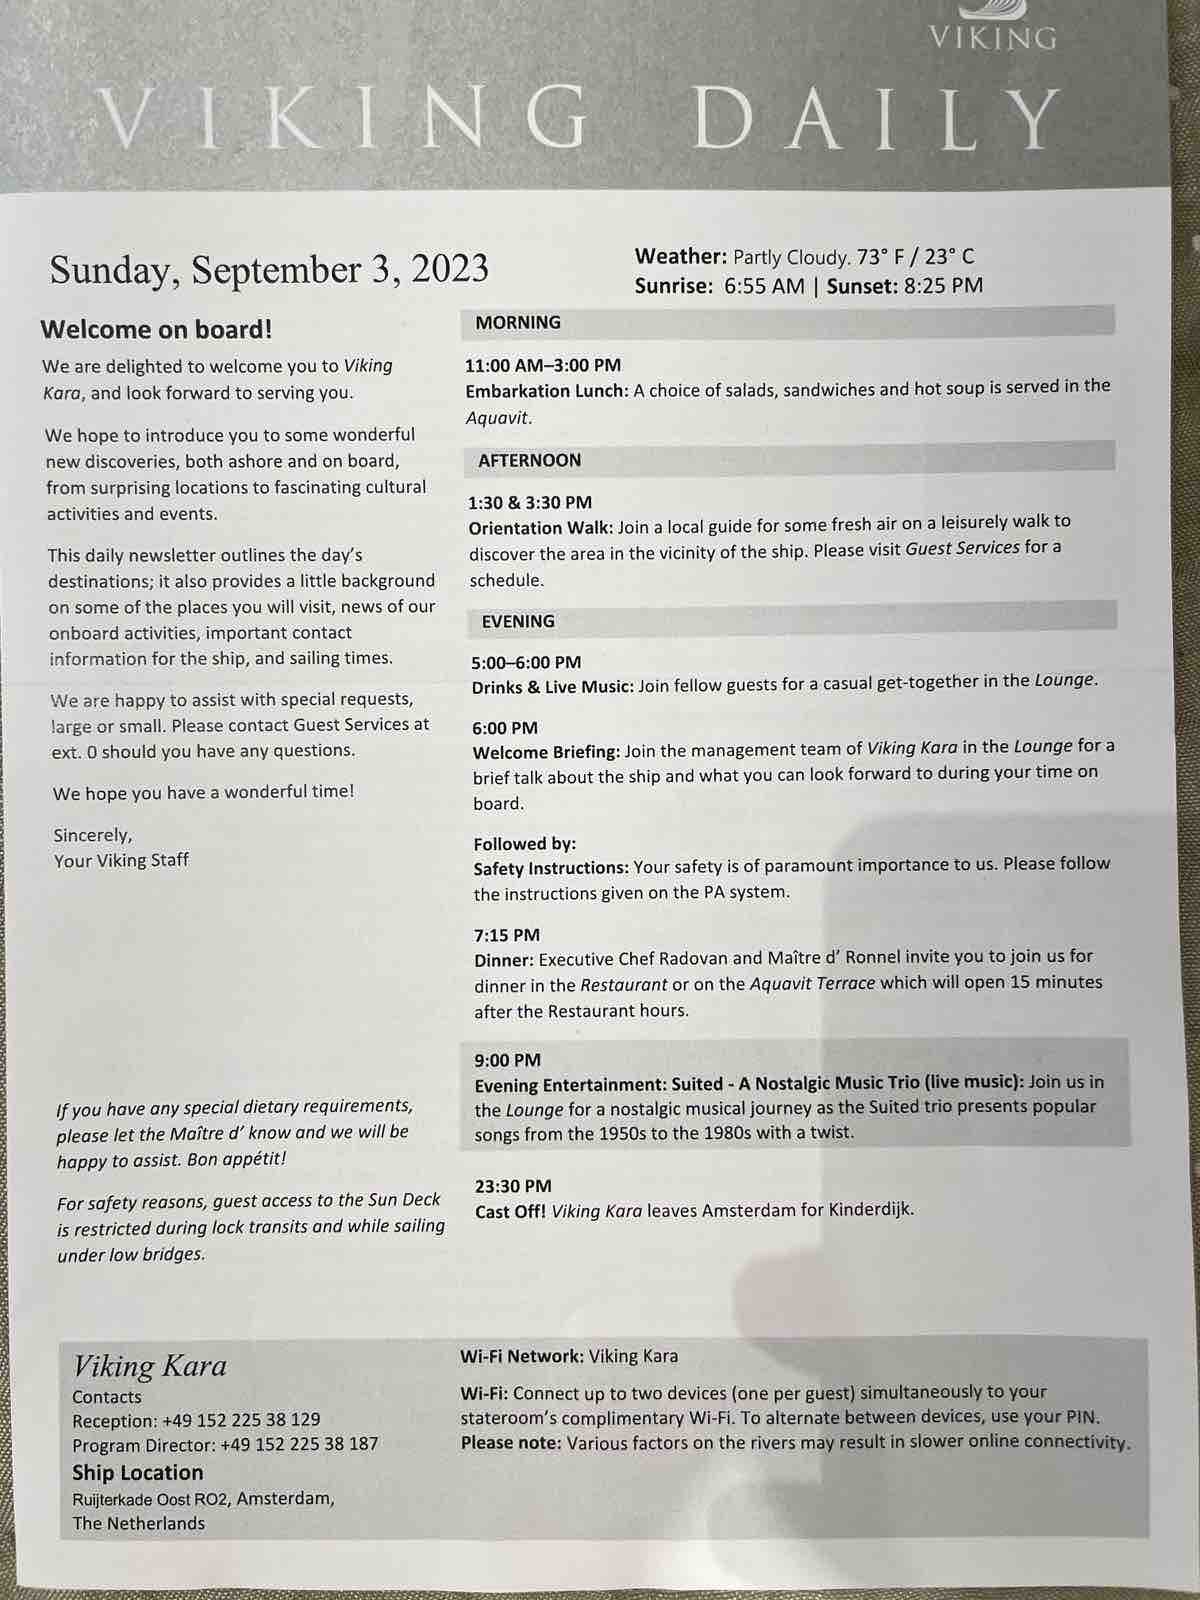 VIKING
VIKING DAILY
Sunday, September 3, 2023
Weather: Partly Cloudy. 73° F / 23° C
Sunrise: 6:55 AM | Sunset: 8:25 PM
Welcome on board!
We are delighted to welcome you to Viking
Kara, and look forward to serving you.
We hope to introduce you to some wonderful
new discoveries, both ashore and on board,
from surprising locations to fascinating cultural
activities and events.
This daily newsletter outlines the day's
destinations; it also provides a little background
on some of the places you will visit, news of our
onboard activities, important contact
information for the ship, and sailing times.
We are happy to assist with special requests,
large or small. Please contact Guest Services at
ext. 0 should you have any questions.
We hope you have a wonderful time!
Sincerely,
Your Viking Staff
If you have any special dietary requirements,
please let the Maître d' know and we will be
happy to assist. Bon appétit!
For safety reasons, guest access to the Sun Deck
is restricted during lock transits and while sailing
under low bridges.
MORNING
11:00 AM–3:00 PM
Embarkation Lunch: A choice of salads, sandwiches and hot soup is served in the
Aquavit.
AFTERNOON
1:30 & 3:30 PM
Orientation Walk: Join a local guide for some fresh air on a leisurely walk to
discover the area in the vicinity of the ship. Please visit Guest Services for a
schedule.
EVENING
5:00–6:00 PM
Drinks & Live Music: Join fellow guests for a casual get-together in the Lounge.
6:00 PM
Welcome Briefing: Join the management team of Viking Kara in the Lounge for a
brief talk about the ship and what you can look forward to during your time on
board.
Followed by:
Safety Instructions: Your safety is of paramount importance to us. Please follow
the instructions given on the PA system.
7:15 PM
Dinner: Executive Chef Radovan and Maître d' Ronnel invite you to join us for
dinner in the Restaurant or on the Aquavit Terrace which will open 15 minutes
after the Restaurant hours.
9:00 PM
Evening Entertainment: Suited - A Nostalgic Music Trio (live music): Join us in
the Lounge for a nostalgic musical journey as the Suited trio presents popular
songs from the 1950s to the 1980s with a twist.
23:30 PM
Cast Off! Viking Kara leaves Amsterdam for Kinderdijk.
Viking Kara
Contacts
Reception: +49 152 225 38 129
Program Director: +49 152 225 38 187
Ship Location
Ruijterkade Oost RO2, Amsterdam,
The Netherlands
Wi-Fi Network: Viking Kara
Wi-Fi: Connect up to two devices (one per guest) simultaneously to your
stateroom's complimentary Wi-Fi. To alternate between devices, use your PIN.
Please note: Various factors on the rivers may result in slower online connectivity.